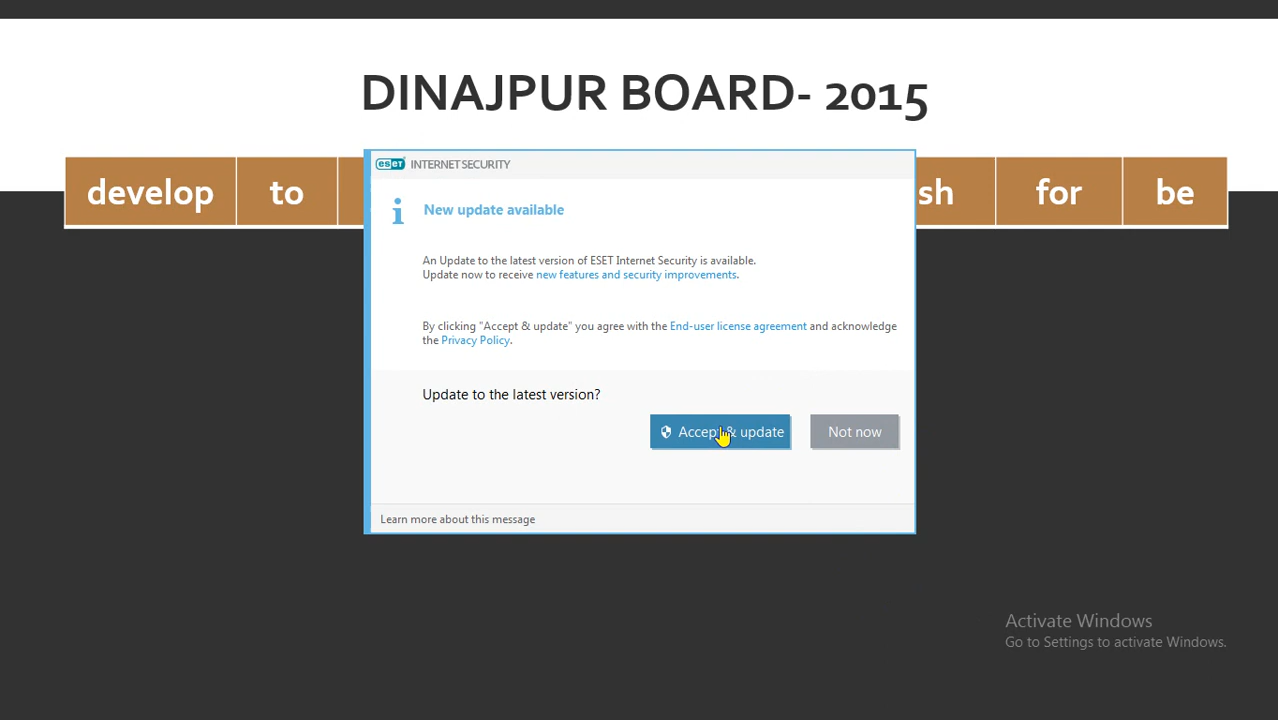 DINAJPUR BOARD- 2015
eset INTERNET SECURITY
develop to sh for be
New update available
An Update to the latest version of ESET Internet Security is available.
Update now to receive new features and security improvements.
By clicking "Accept & update" you agree with the End-user license agreement and acknowledge
the Privacy Policy.
Update to the latest version?
Accept & update Not now
Learn more about this message
Activate Windows
Go to Settings to activate Windows.